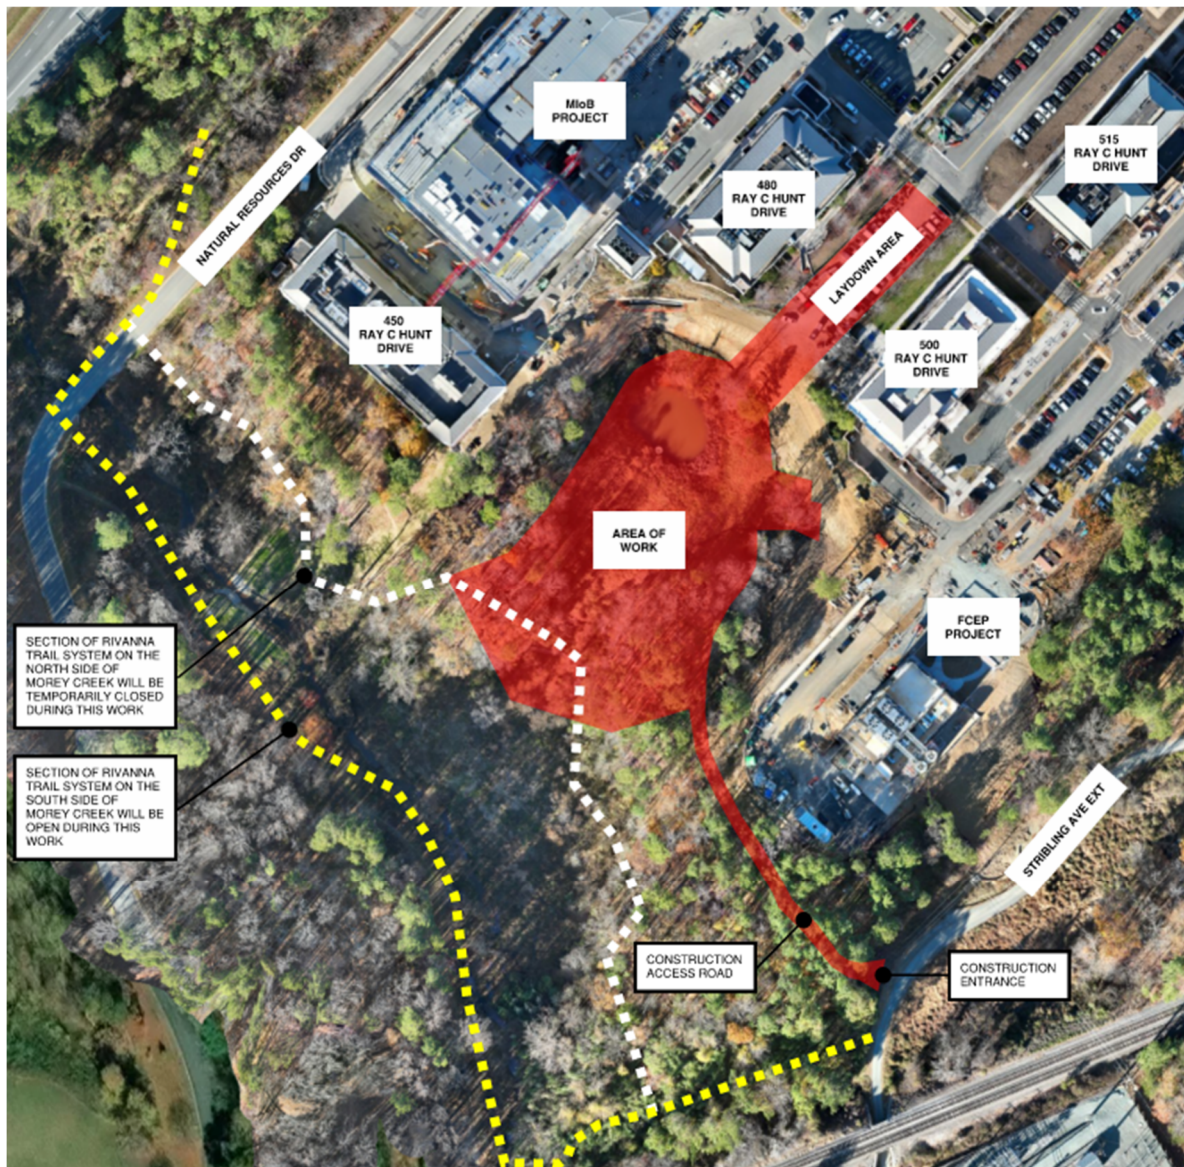 MIoB
PROJECT
515
RAY C HUNT
DRIVE
480
RAY C HUNT
DRIVE
NATURAL RESOURCES DR
LAYDOWN AREA
450
RAY C HUNT
DRIVE
500
RAY C HUNT
DRIVE
AREA OF
WORK
FCEP
PROJECT
SECTION OF RIVANNA
TRAIL SYSTEM ON THE
NORTH SIDE OF
MOREY CREEK WILL BE
TEMPORARILY CLOSED
DURING THIS WORK
SECTION OF RIVANNA
TRAIL SYSTEM ON THE
SOUTH SIDE OF
MOREY CREEK WILL BE
OPEN DURING THIS
WORK
STRIBLING AVE EXT
CONSTRUCTION
ACCESS ROAD
CONSTRUCTION
ENTRANCE